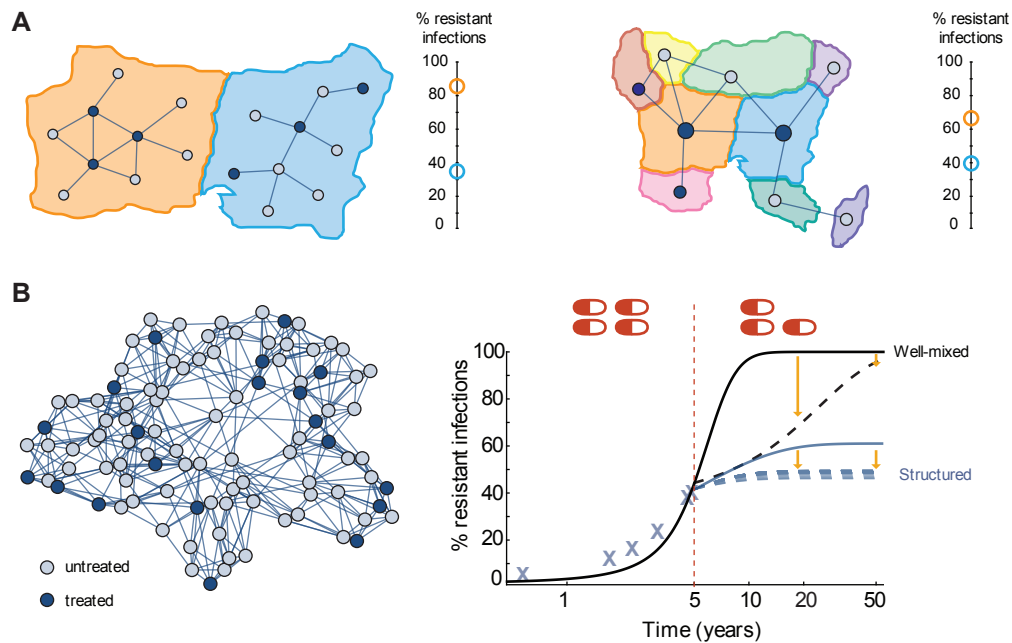 A
% resistant
infections
100
80
60
40
20
0
% resistant
infections
100
80
60
40
20
0
B
untreated
treated
% resistant infections
100
80
60
40
20
0
X
X
X
X
X
1
5
10
20
50
Time (years)
Well-mixed
Structured